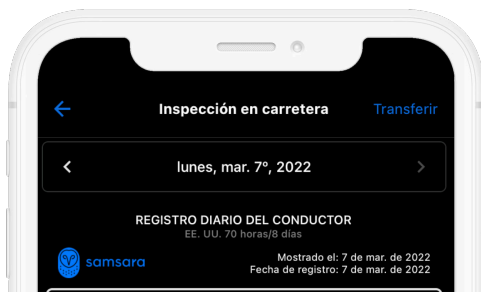 Inspección en carretera Transferir
lunes, mar. 7º, 2022
REGISTRO DIARIO DEL CONDUCTOR
EE. UU. 70 horas/8 días
samsara
Mostrado el: 7 de mar. de 2022
Fecha de registro: 7 de mar. de 2022